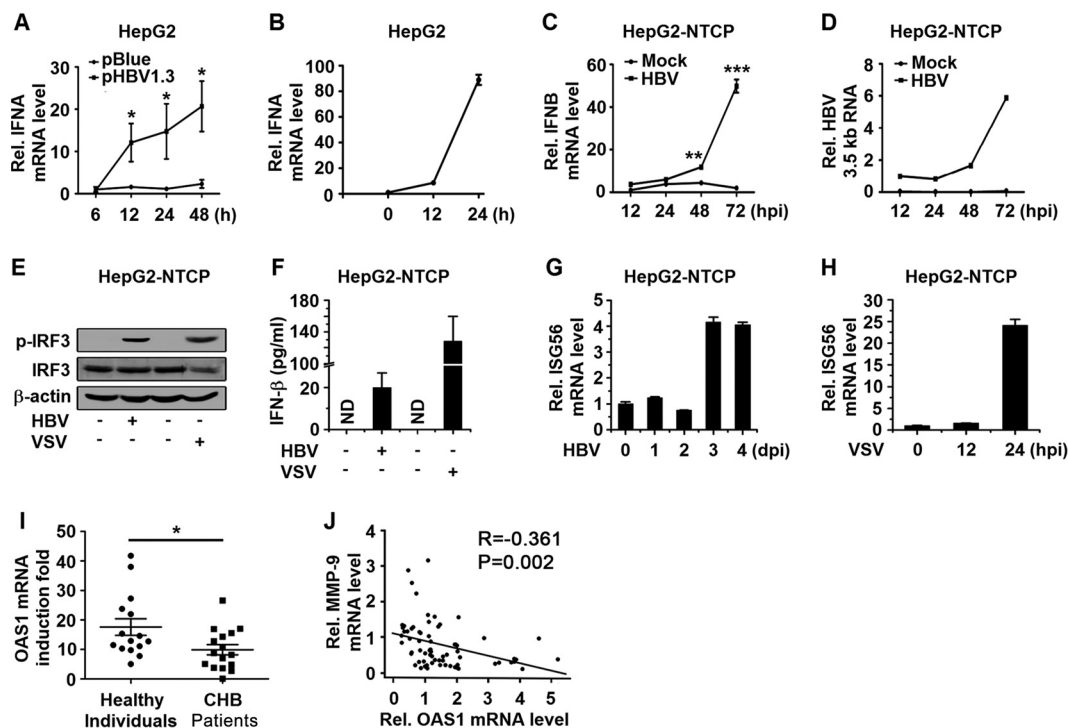 A
HepG2
pBlue
pHBV1.3
Rel. IFNA
mRNA level
30
20
10
0
*
*
*
6 12 24 48 (h)
B
HepG2
Rel. IFNA
mRNA level
100
80
60
40
20
0
0 12 24 (h)
C
HepG2-NTCP
Mock
HBV
Rel. IFNB
mRNA level
60
40
20
0
**
***
12 24 48 72 (hpi)
D
HepG2-NTCP
Mock
HBV
Rel. HBV
3.5 kb RNA
8
6
4
2
0
12 24 48 72 (hpi)
E
HepG2-NTCP
p-IRF3
IRF3
β-actin
HBV - + - -
VSV - - - +
F
HepG2-NTCP
IFN-β (pg/ml)
180
140
100
40
20
0
ND
ND
HBV - + - -
VSV - - - +
G
HepG2-NTCP
Rel. ISG56
mRNA level
5
4
3
2
1
0
HBV 0 1 2 3 4 (dpi)
H
HepG2-NTCP
Rel. ISG56
mRNA level
30
25
20
15
10
5
0
VSV 0 12 24 (hpi)
I
OAS1 mRNA
induction fold
50
40
30
20
10
0
*
Healthy
Individuals
CHB
Patients
J
R=-0.361
P=0.002
Rel. MMP-9
mRNA level
4
3
2
1
0
0 1 2 3 4 5
Rel. OAS1 mRNA level